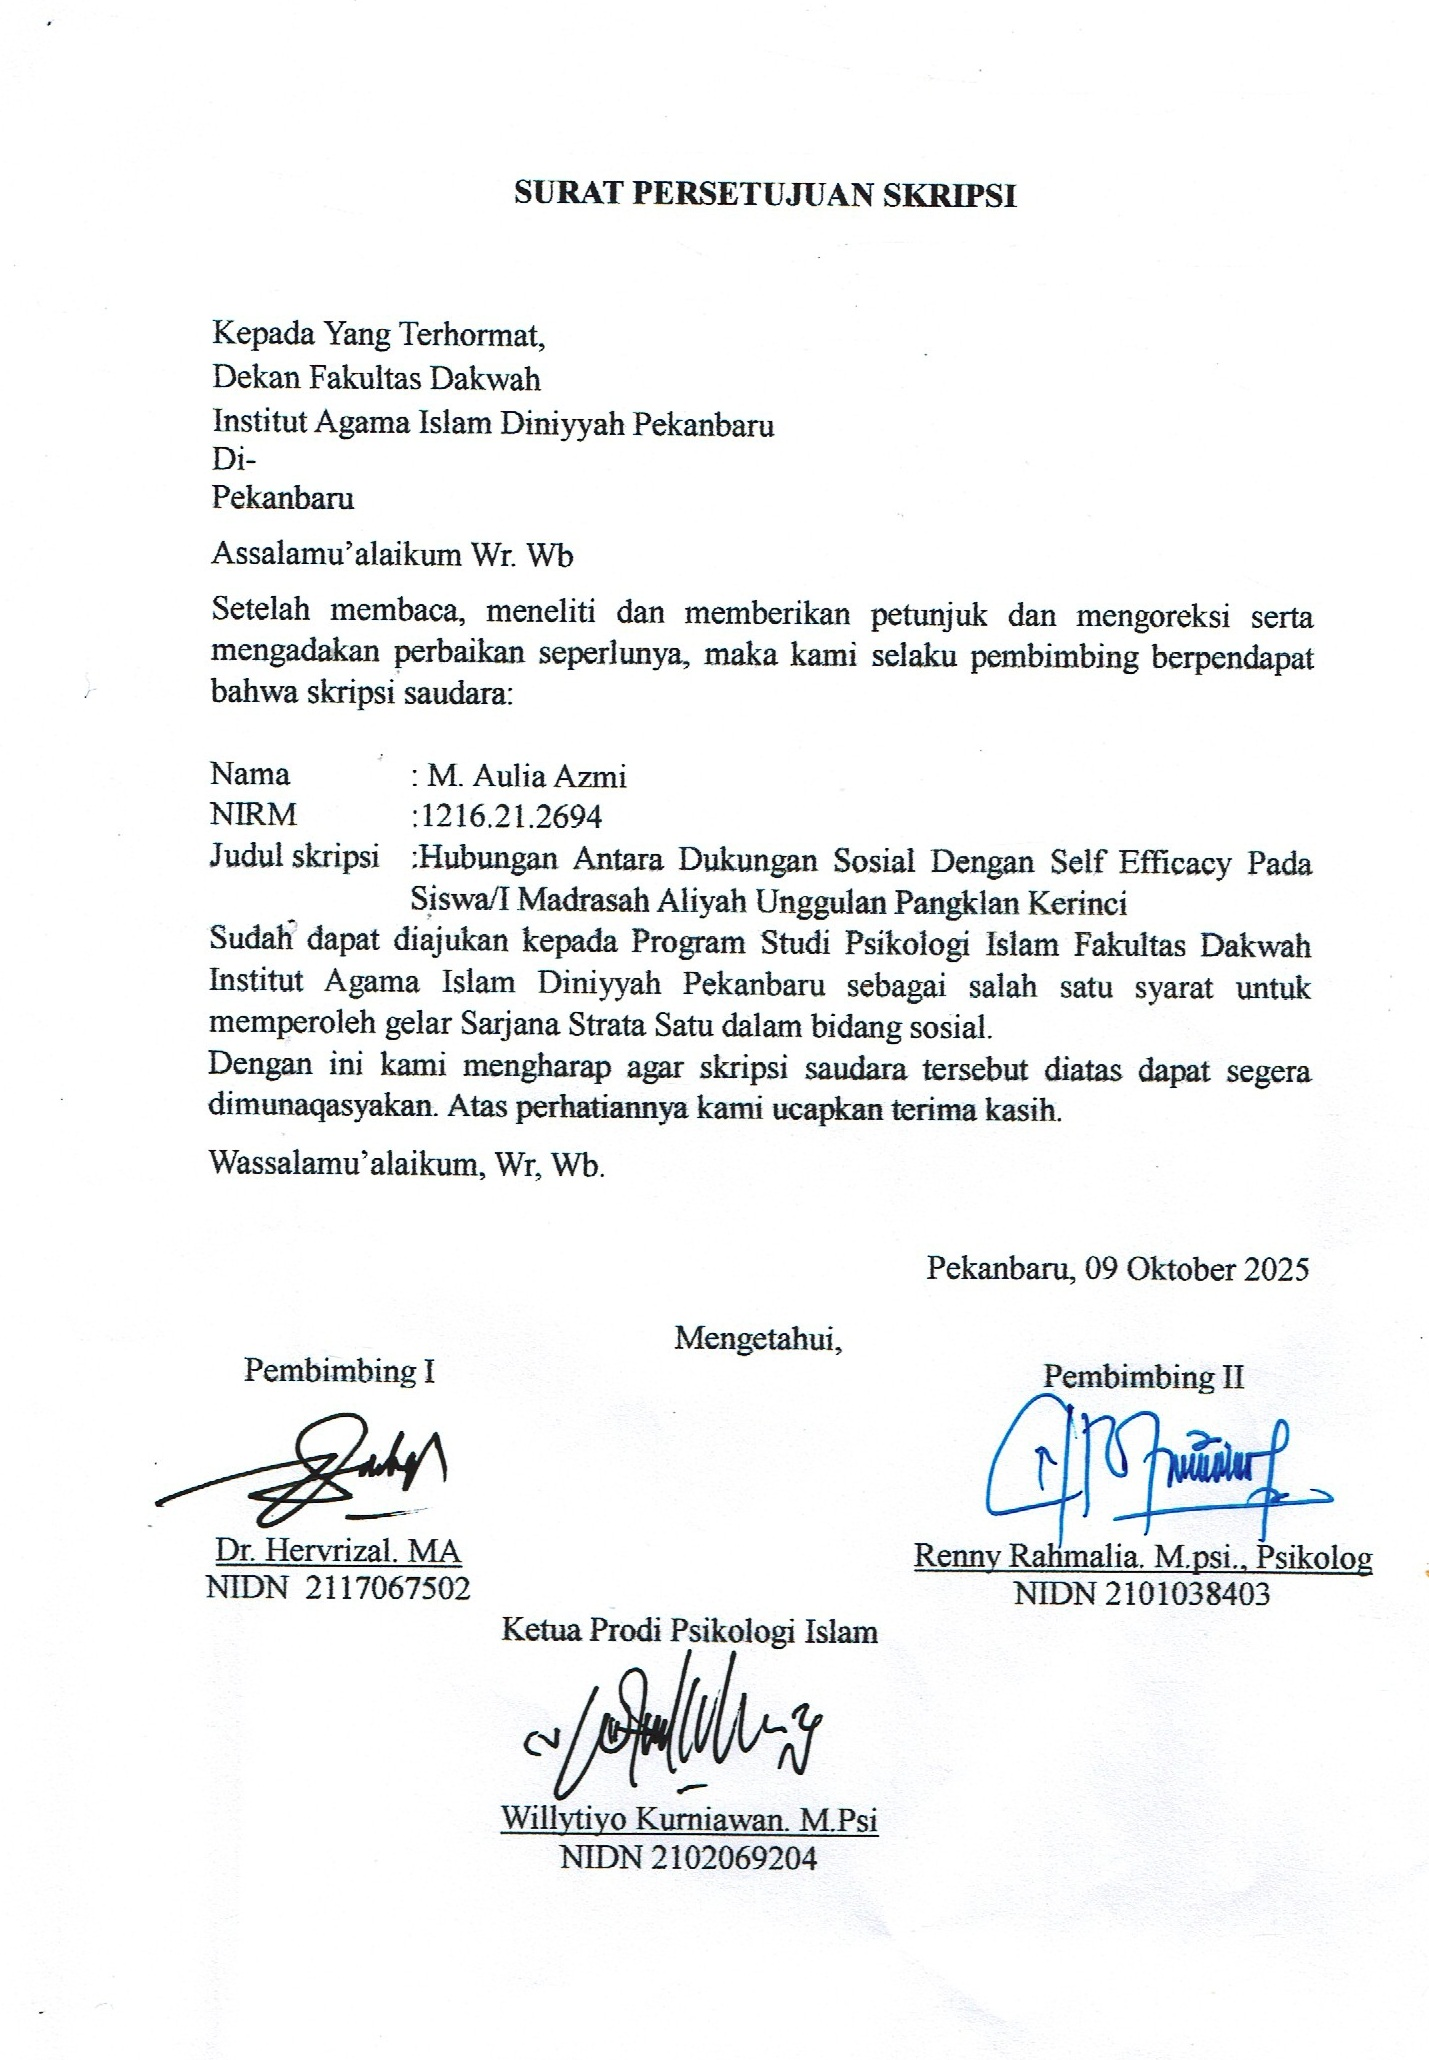 SURAT PERSETUJUAN SKRIPSI
Kepada Yang Terhormat,
Dekan Fakultas Dakwah
Institut Agama Islam Diniyyah Pekanbaru
Di-
Pekanbaru
Assalamu’alaikum Wr. Wb
Setelah membaca, meneliti dan memberikan petunjuk dan mengoreksi serta
mengadakan perbaikan seperlunya, maka kami selaku pembimbing berpendapat
bahwa skripsi saudara:
Nama : M. Aulia Azmi
NIRM :1216.21.2694
Judul skripsi :Hubungan Antara Dukungan Sosial Dengan Self Efficacy Pada
Siswa/I Madrasah Aliyah Unggulan Pangklan Kerinci
Sudah dapat diajukan kepada Program Studi Psikologi Islam Fakultas Dakwah
Institut Agama Islam Diniyyah Pekanbaru sebagai salah satu syarat untuk
memperoleh gelar Sarjana Strata Satu dalam bidang sosial.
Dengan ini kami mengharap agar skripsi saudara tersebut diatas dapat segera
dimunaqasyakan. Atas perhatiannya kami ucapkan terima kasih.
Wassalamu’alaikum, Wr, Wb.
Pekanbaru, 09 Oktober 2025
Mengetahui,
Pembimbing I
Pembimbing II
Dr. Hervrizal. MA
NIDN 2117067502
Renny Rahmalia. M.psi., Psikolog
NIDN 2101038403
Ketua Prodi Psikologi Islam
Willytiyo Kurniawan. M.Psi
NIDN 2102069204